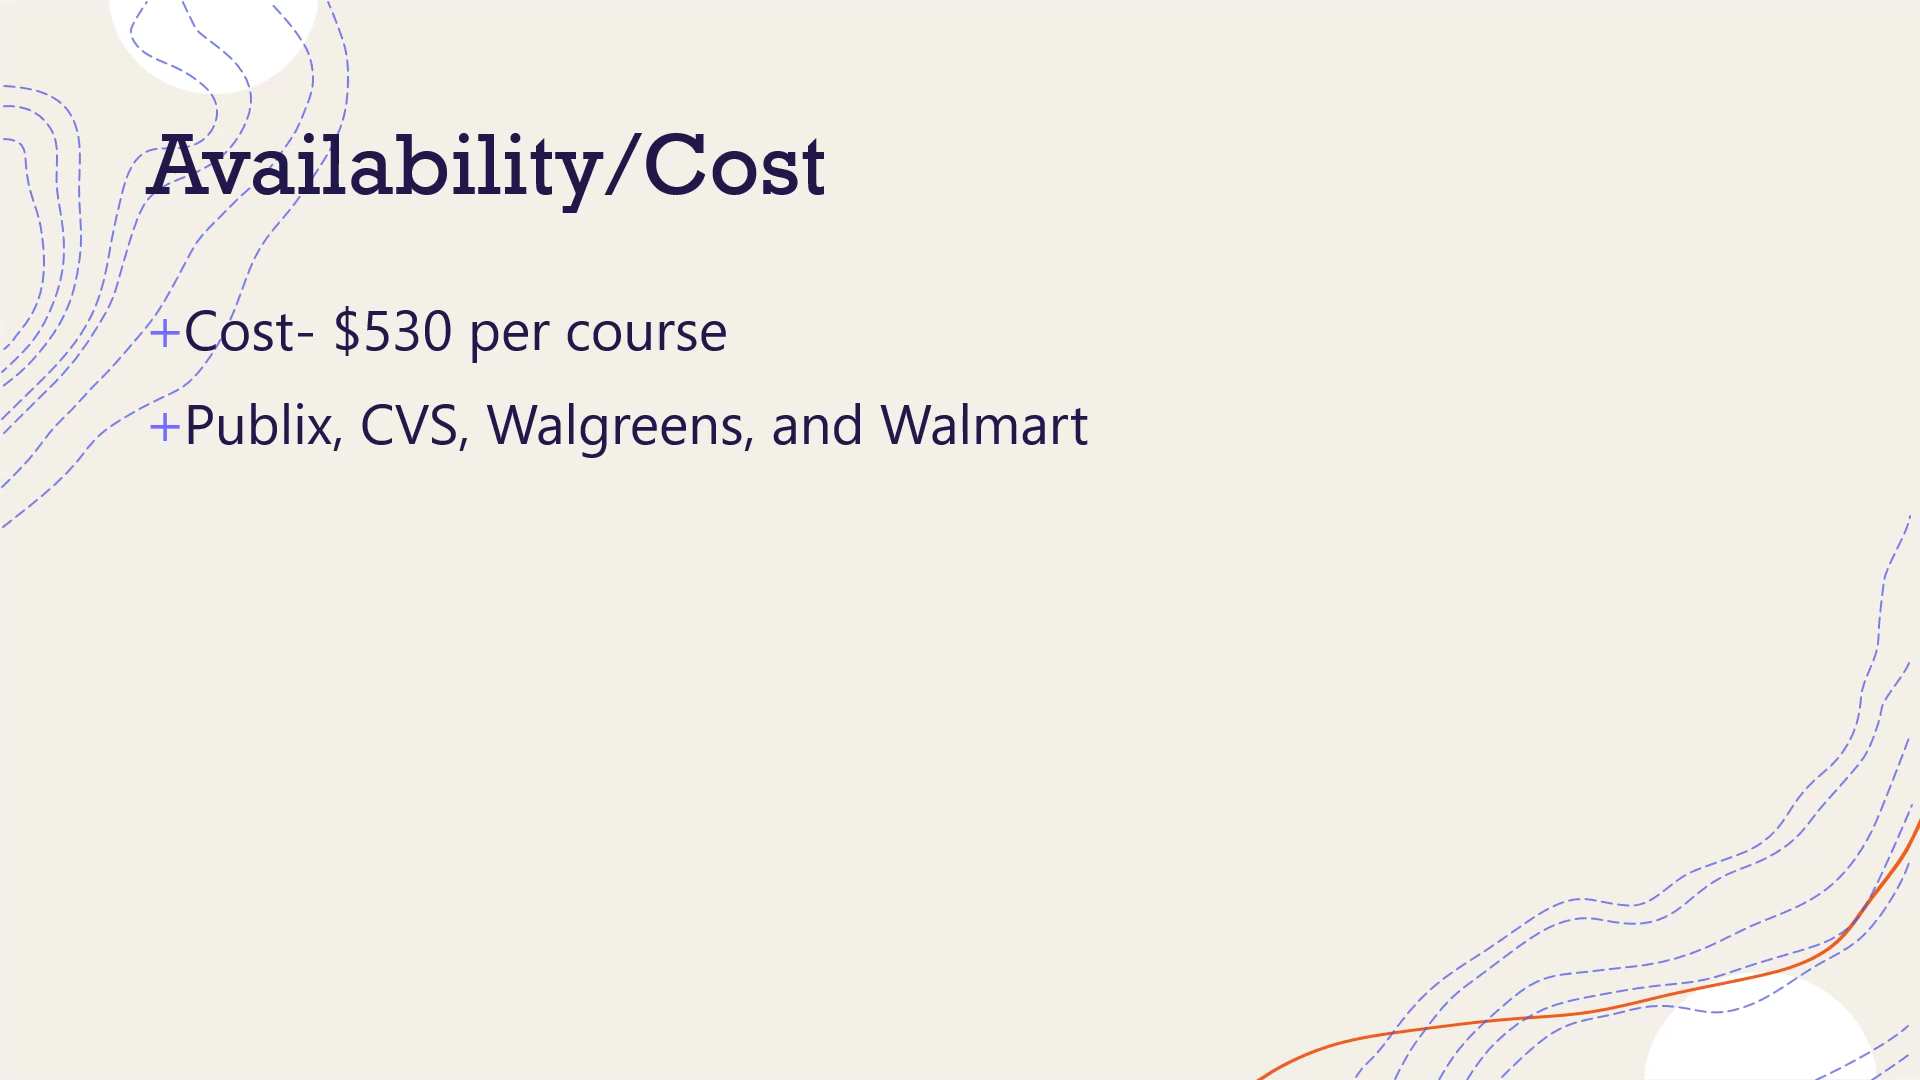 Availability/Cost
+Cost- $530 per course
+Publix, CVS, Walgreens, and Walmart